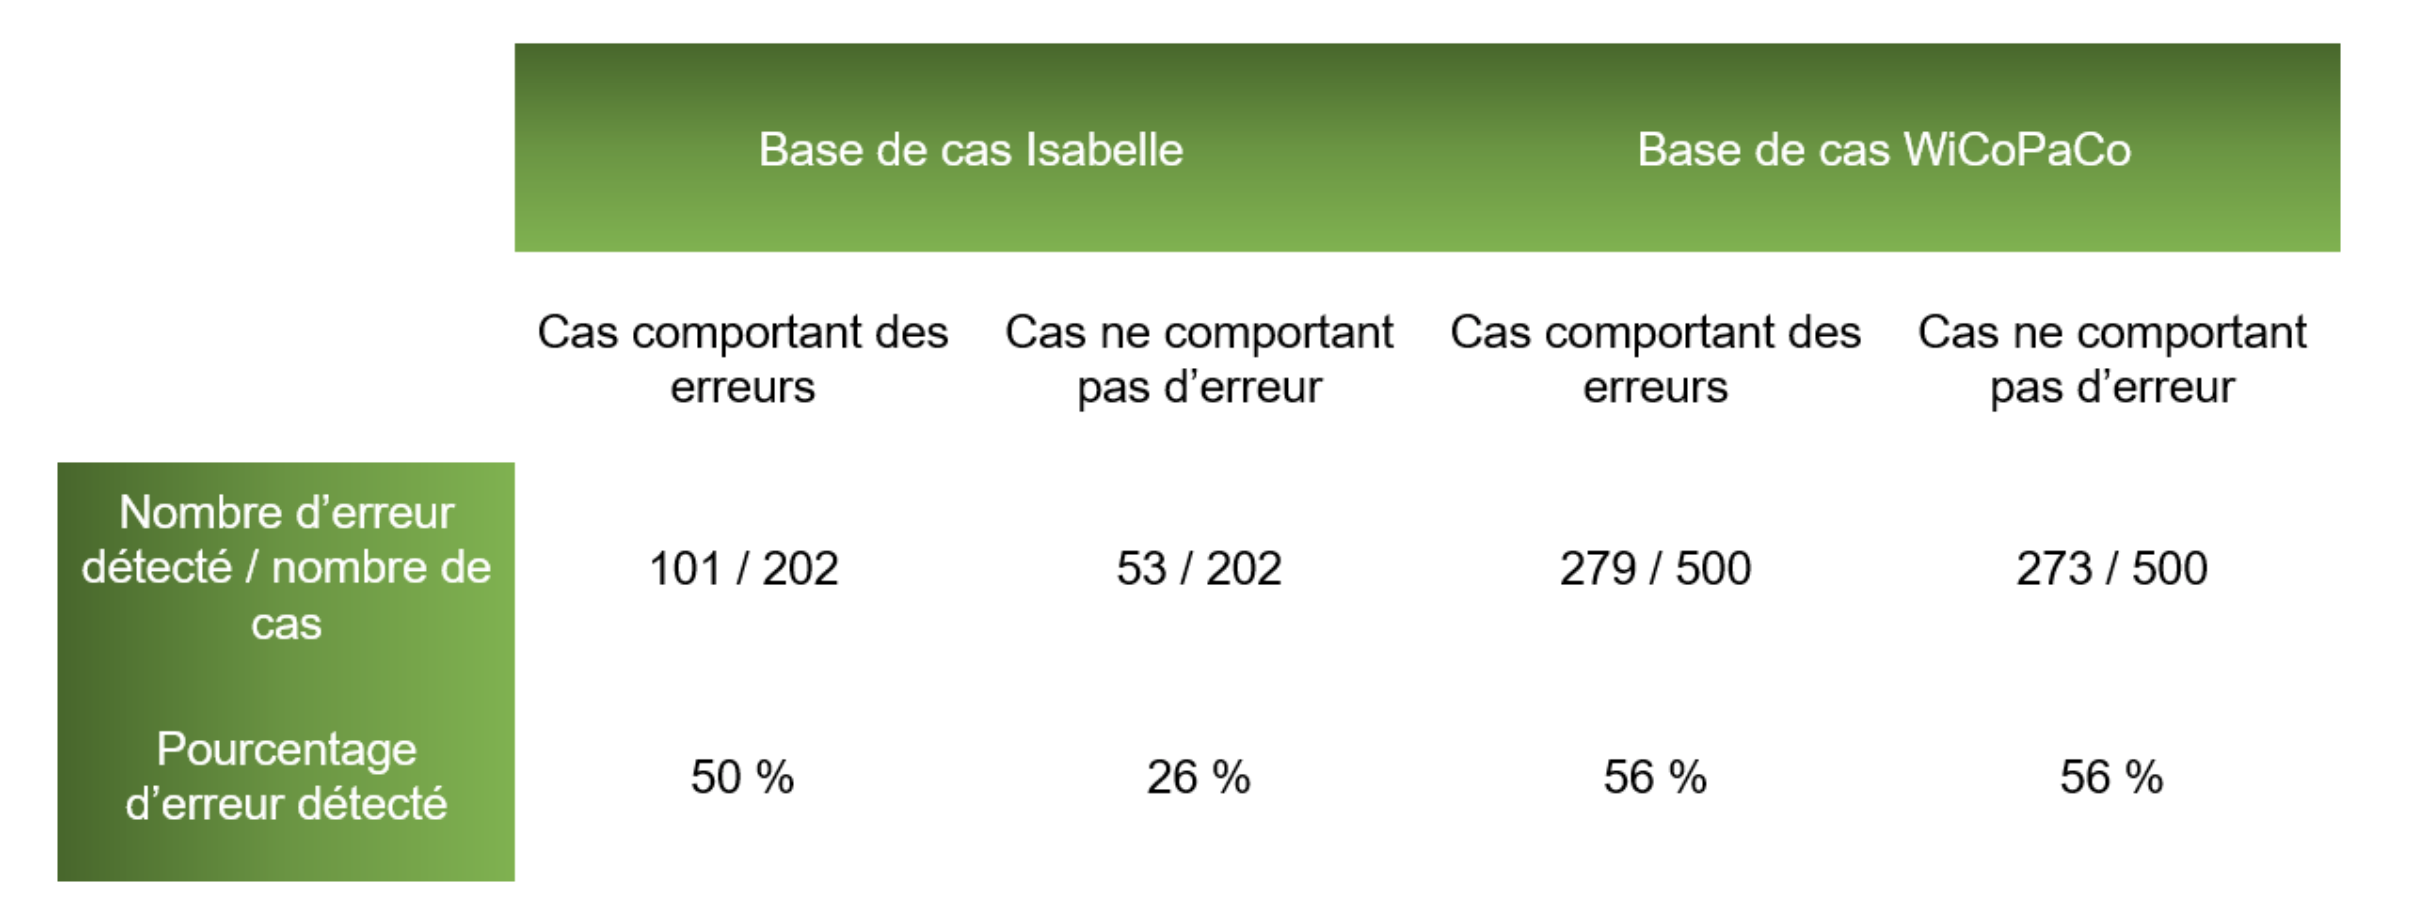 Base de cas Isabelle
Base de cas WiCoPaCo
Cas comportant des
erreurs
Cas ne comportant
pas d’erreur
Cas comportant des
erreurs
Cas ne comportant
pas d’erreur
Nombre d’erreur
détecté / nombre de
cas
101 / 202
53 / 202
279 / 500
273 / 500
Pourcentage
d’erreur détecté
50 %
26 %
56 %
56 %